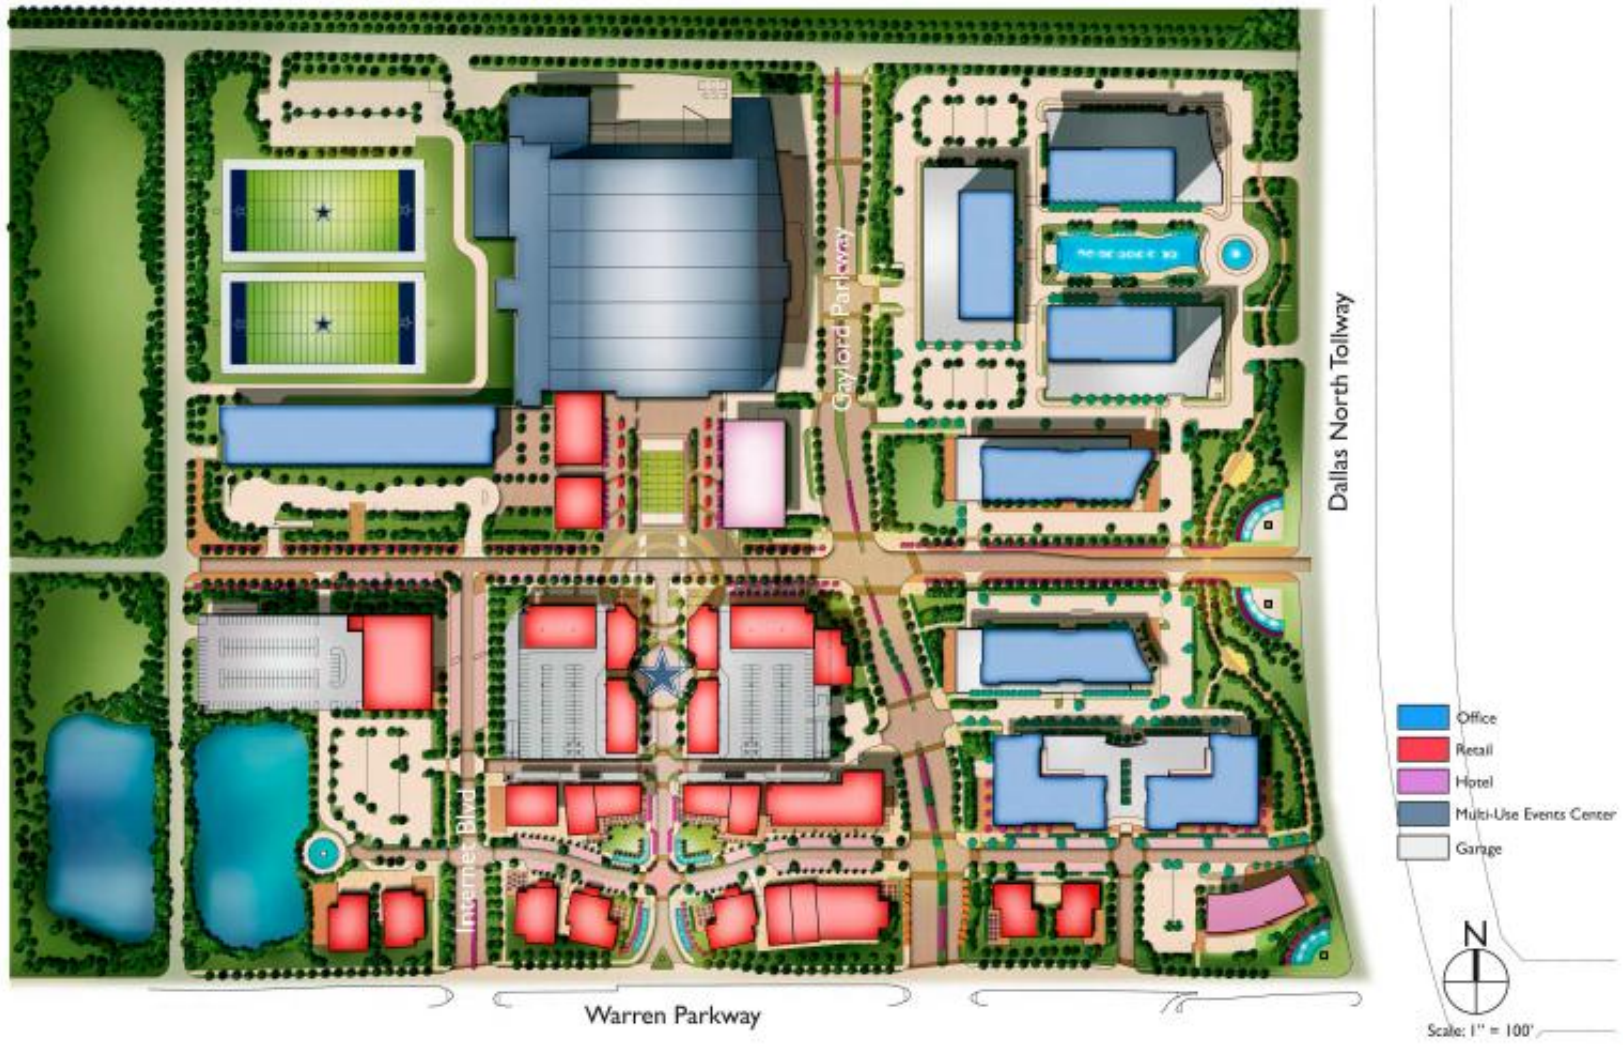 Gaylord Parkway
Dallas North Tollway
Internet Blvd
Office
Retail
Hotel
Multi-Use Events Center
Garage
N
Scale: 1" = 100'
Warren Parkway